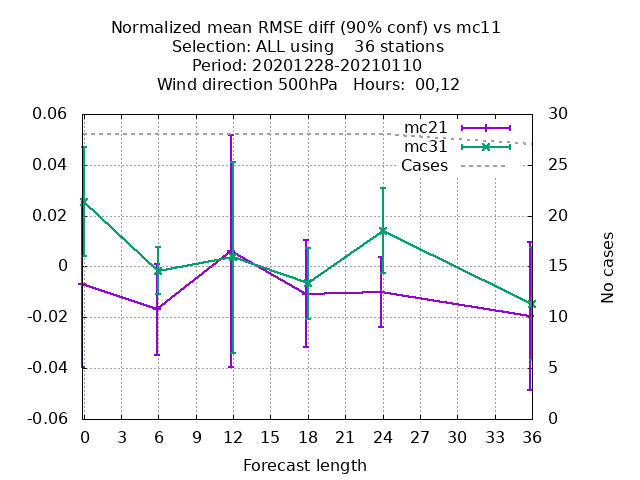 Normalized mean RMSE diff (90% conf) vs mc11
Selection: ALL using    36 stations
Period: 20201228-20210110
Wind direction 500hPa   Hours:  00,12
0.06
0.04
0.02
0
-0.02
-0.04
-0.06
30
25
20
15
10
5
0
mc21
mc31
Cases
No cases
0 3 6 9 12 15 18 21 24 27 30 33 36
Forecast length